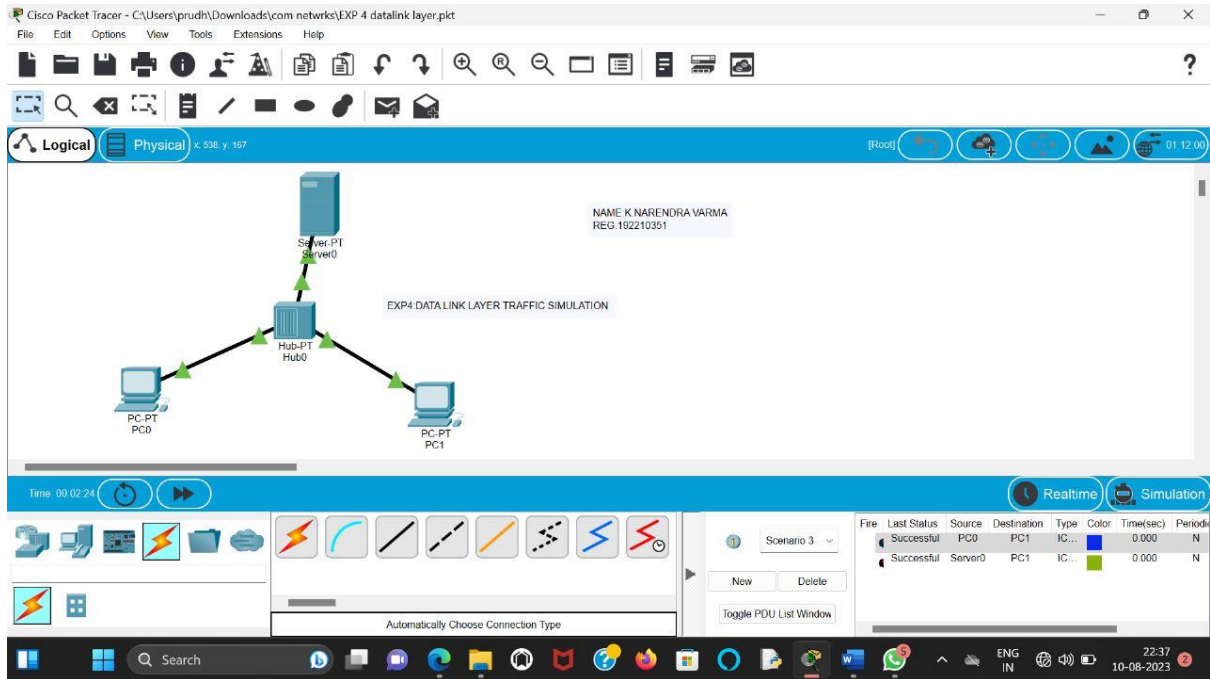 Cisco Packet Tracer - C:\Users\prudh\Downloads\com netwrks\EXP 4 datalink layer.pkt
File Edit Options View Tools Extensions Help
Logical Physical x: 538, y: 167 [Root] 01:12:00
NAME:K.NARENDRA VARMA
REG:192210351
Server-PT
Server0
EXP4:DATA LINK LAYER TRAFFIC SIMULATION
Hub-PT
Hub0
PC-PT
PC0
PC-PT
PC1
Time: 00:02:24 Realtime Simulation
Fire Last Status Source Destination Type Color Time(sec) Periodi
Successful PC0 PC1 IC... 0.000 N
Successful Server0 PC1 IC... 0.000 N
Scenario 3
New Delete
Toggle PDU List Window
Automatically Choose Connection Type
Search
ENG
IN
22:37
10-08-2023
2
5